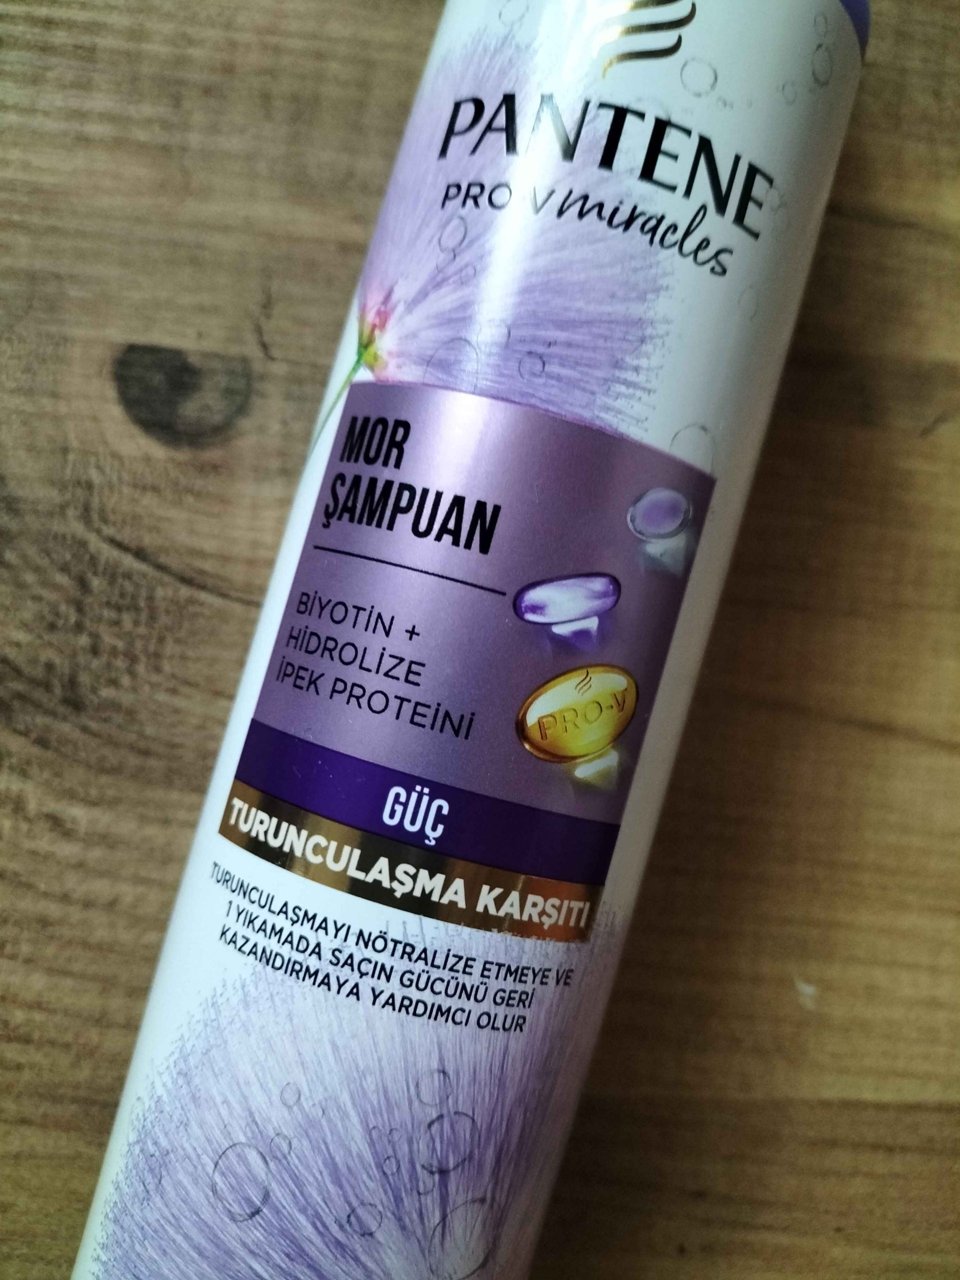 PANTENE
PRO-V miracles
MOR
ŞAMPUAN
BİYOTİN +
HİDROLİZE
İPEK PROTEİNİ
PRO-V
GÜÇ
TURUNCULAŞMA KARŞITI
TURUNCULAŞMAYI NÖTRALİZE ETMEYE VE
1 YIKAMADA SAÇIN GÜCÜNÜ GERİ
KAZANDIRMAYA YARDIMCI OLUR